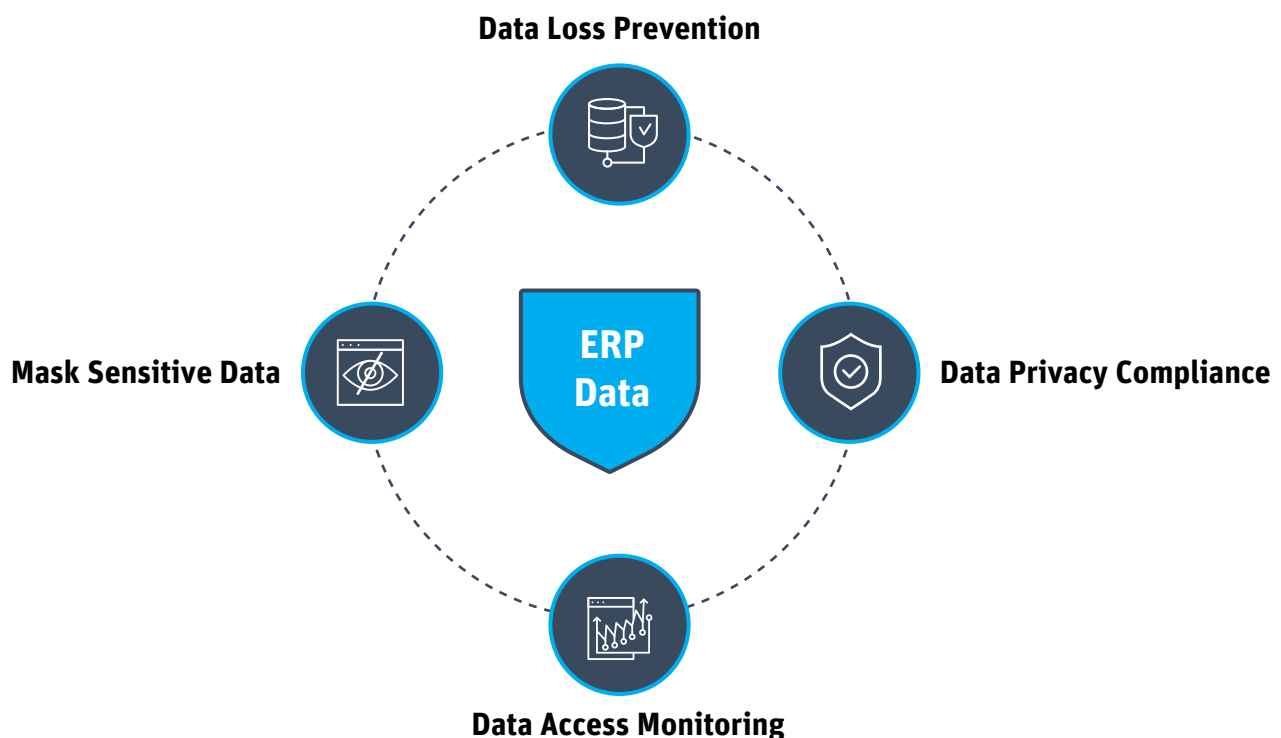 Data Loss Prevention
Mask Sensitive Data
ERP
Data
Data Privacy Compliance
Data Access Monitoring